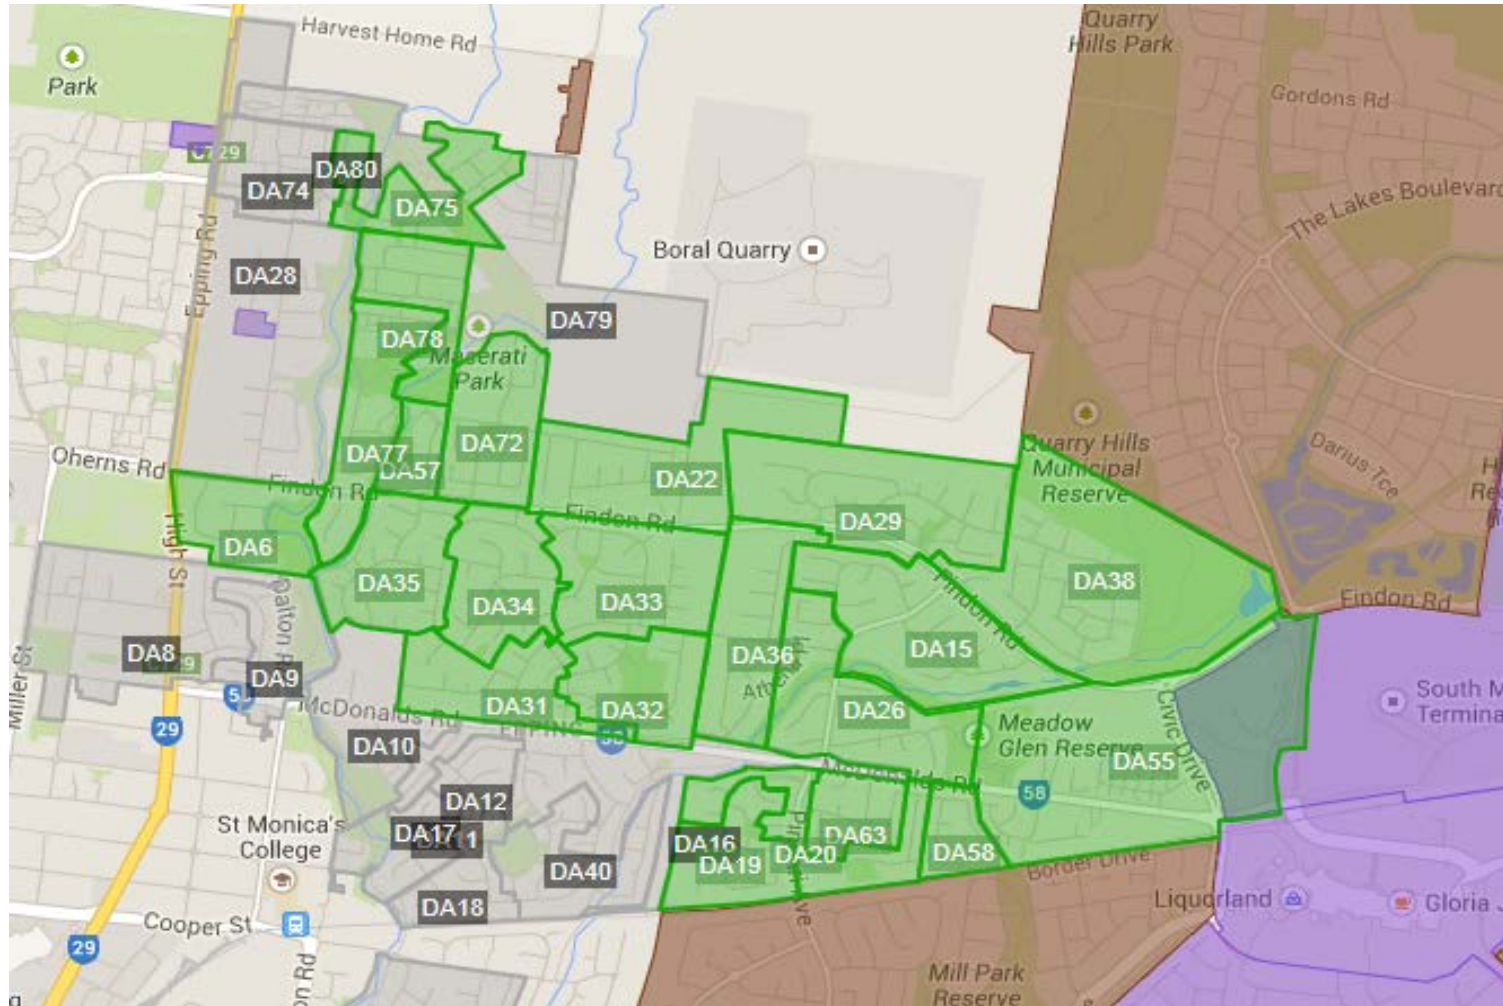 Harvest Home Rd
Quarry
Hills Park
Park
Gordons Rd
DA80
DA74
DA75
The Lakes Boulevard
Epping Rd
DA28
Boral Quarry
DA79
DA78
Maserati
Park
Oherns Rd
DA77
DA57
DA72
DA22
Quarry Hills
Municipal
Reserve
Darius Tce
Findon Rd
Findon Rd
DA29
High St
DA6
DA35
DA34
DA33
DA38
Findon Rd
Findon Rd
Dalton Rd
DA8
DA9
Miller St
29
McDonalds Rd
EPPING
DA31
DA32
DA36
DA15
DA26
DA10
Meadow
Glen Reserve
Civic Drive
DA55
South M
Termina
McDonalds Rd
58
DA12
DA17
St Monica's
College
DA16
DA19
DA20
DA63
DA58
Border Drive
DA40
DA18
Liquorland
Gloria J
Cooper St
29
Mill Park
Reserve